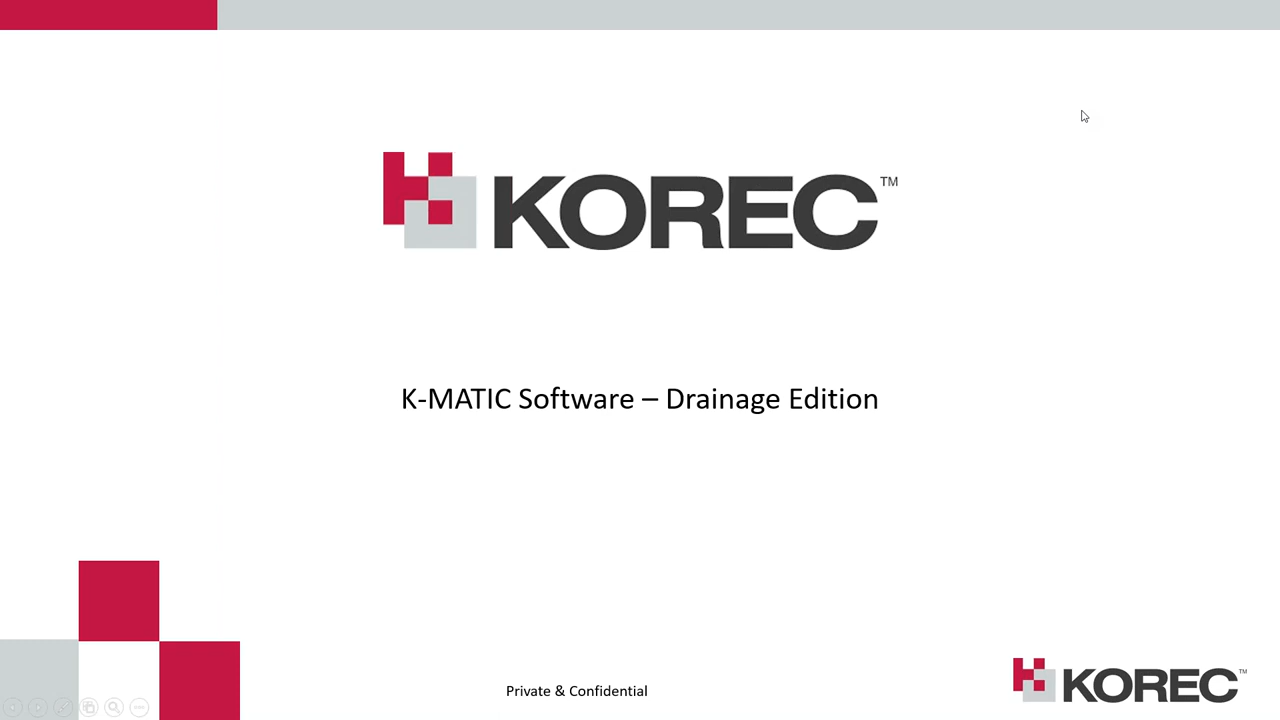 KOREC™
K-MATIC Software – Drainage Edition
Private & Confidential
KOREC™